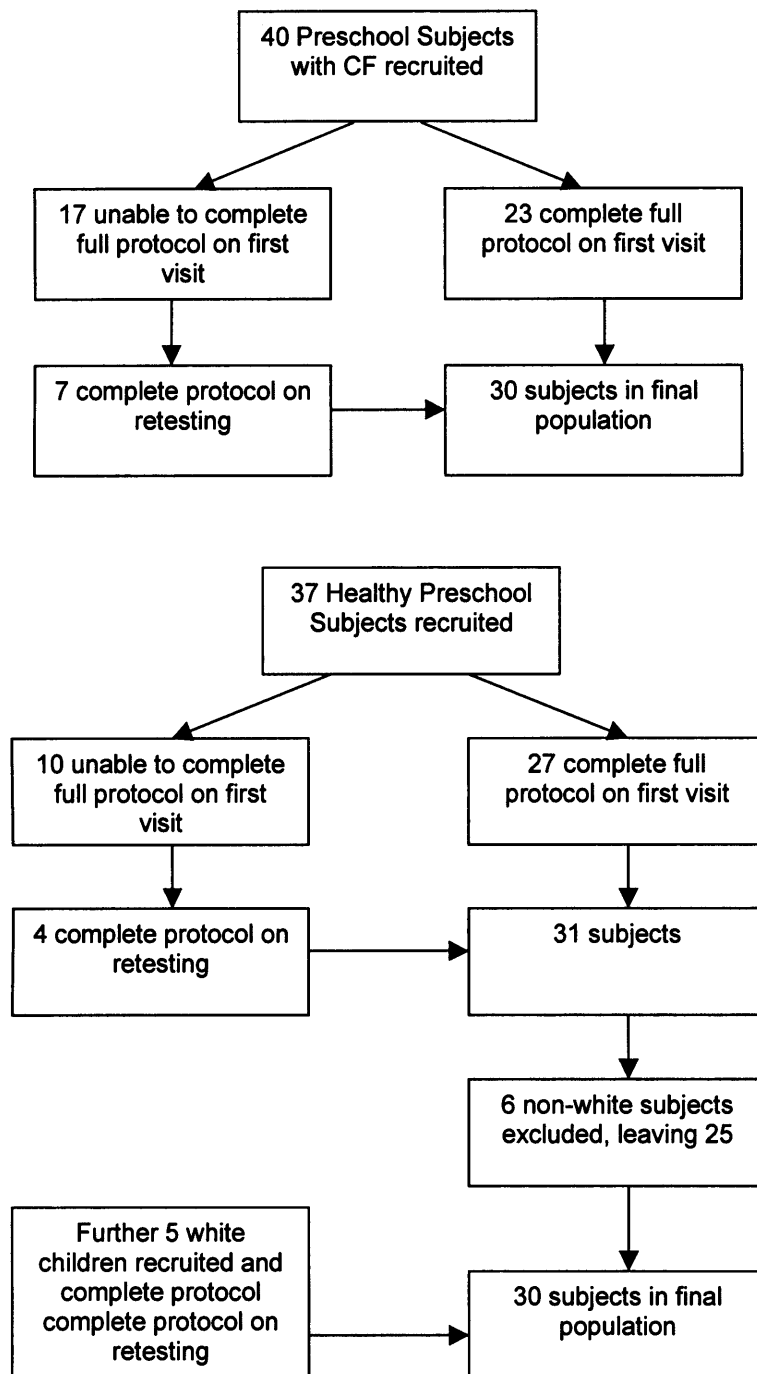 40 Preschool Subjects
with CF recruited
17 unable to complete
full protocol on first
visit
23 complete full
protocol on first visit
7 complete protocol on
retesting
30 subjects in final
population
37 Healthy Preschool
Subjects recruited
10 unable to complete
full protocol on first
visit
27 complete full
protocol on first visit
4 complete protocol on
retesting
31 subjects
6 non-white subjects
excluded, leaving 25
Further 5 white
children recruited and
complete protocol
complete protocol on
retesting
30 subjects in final
population